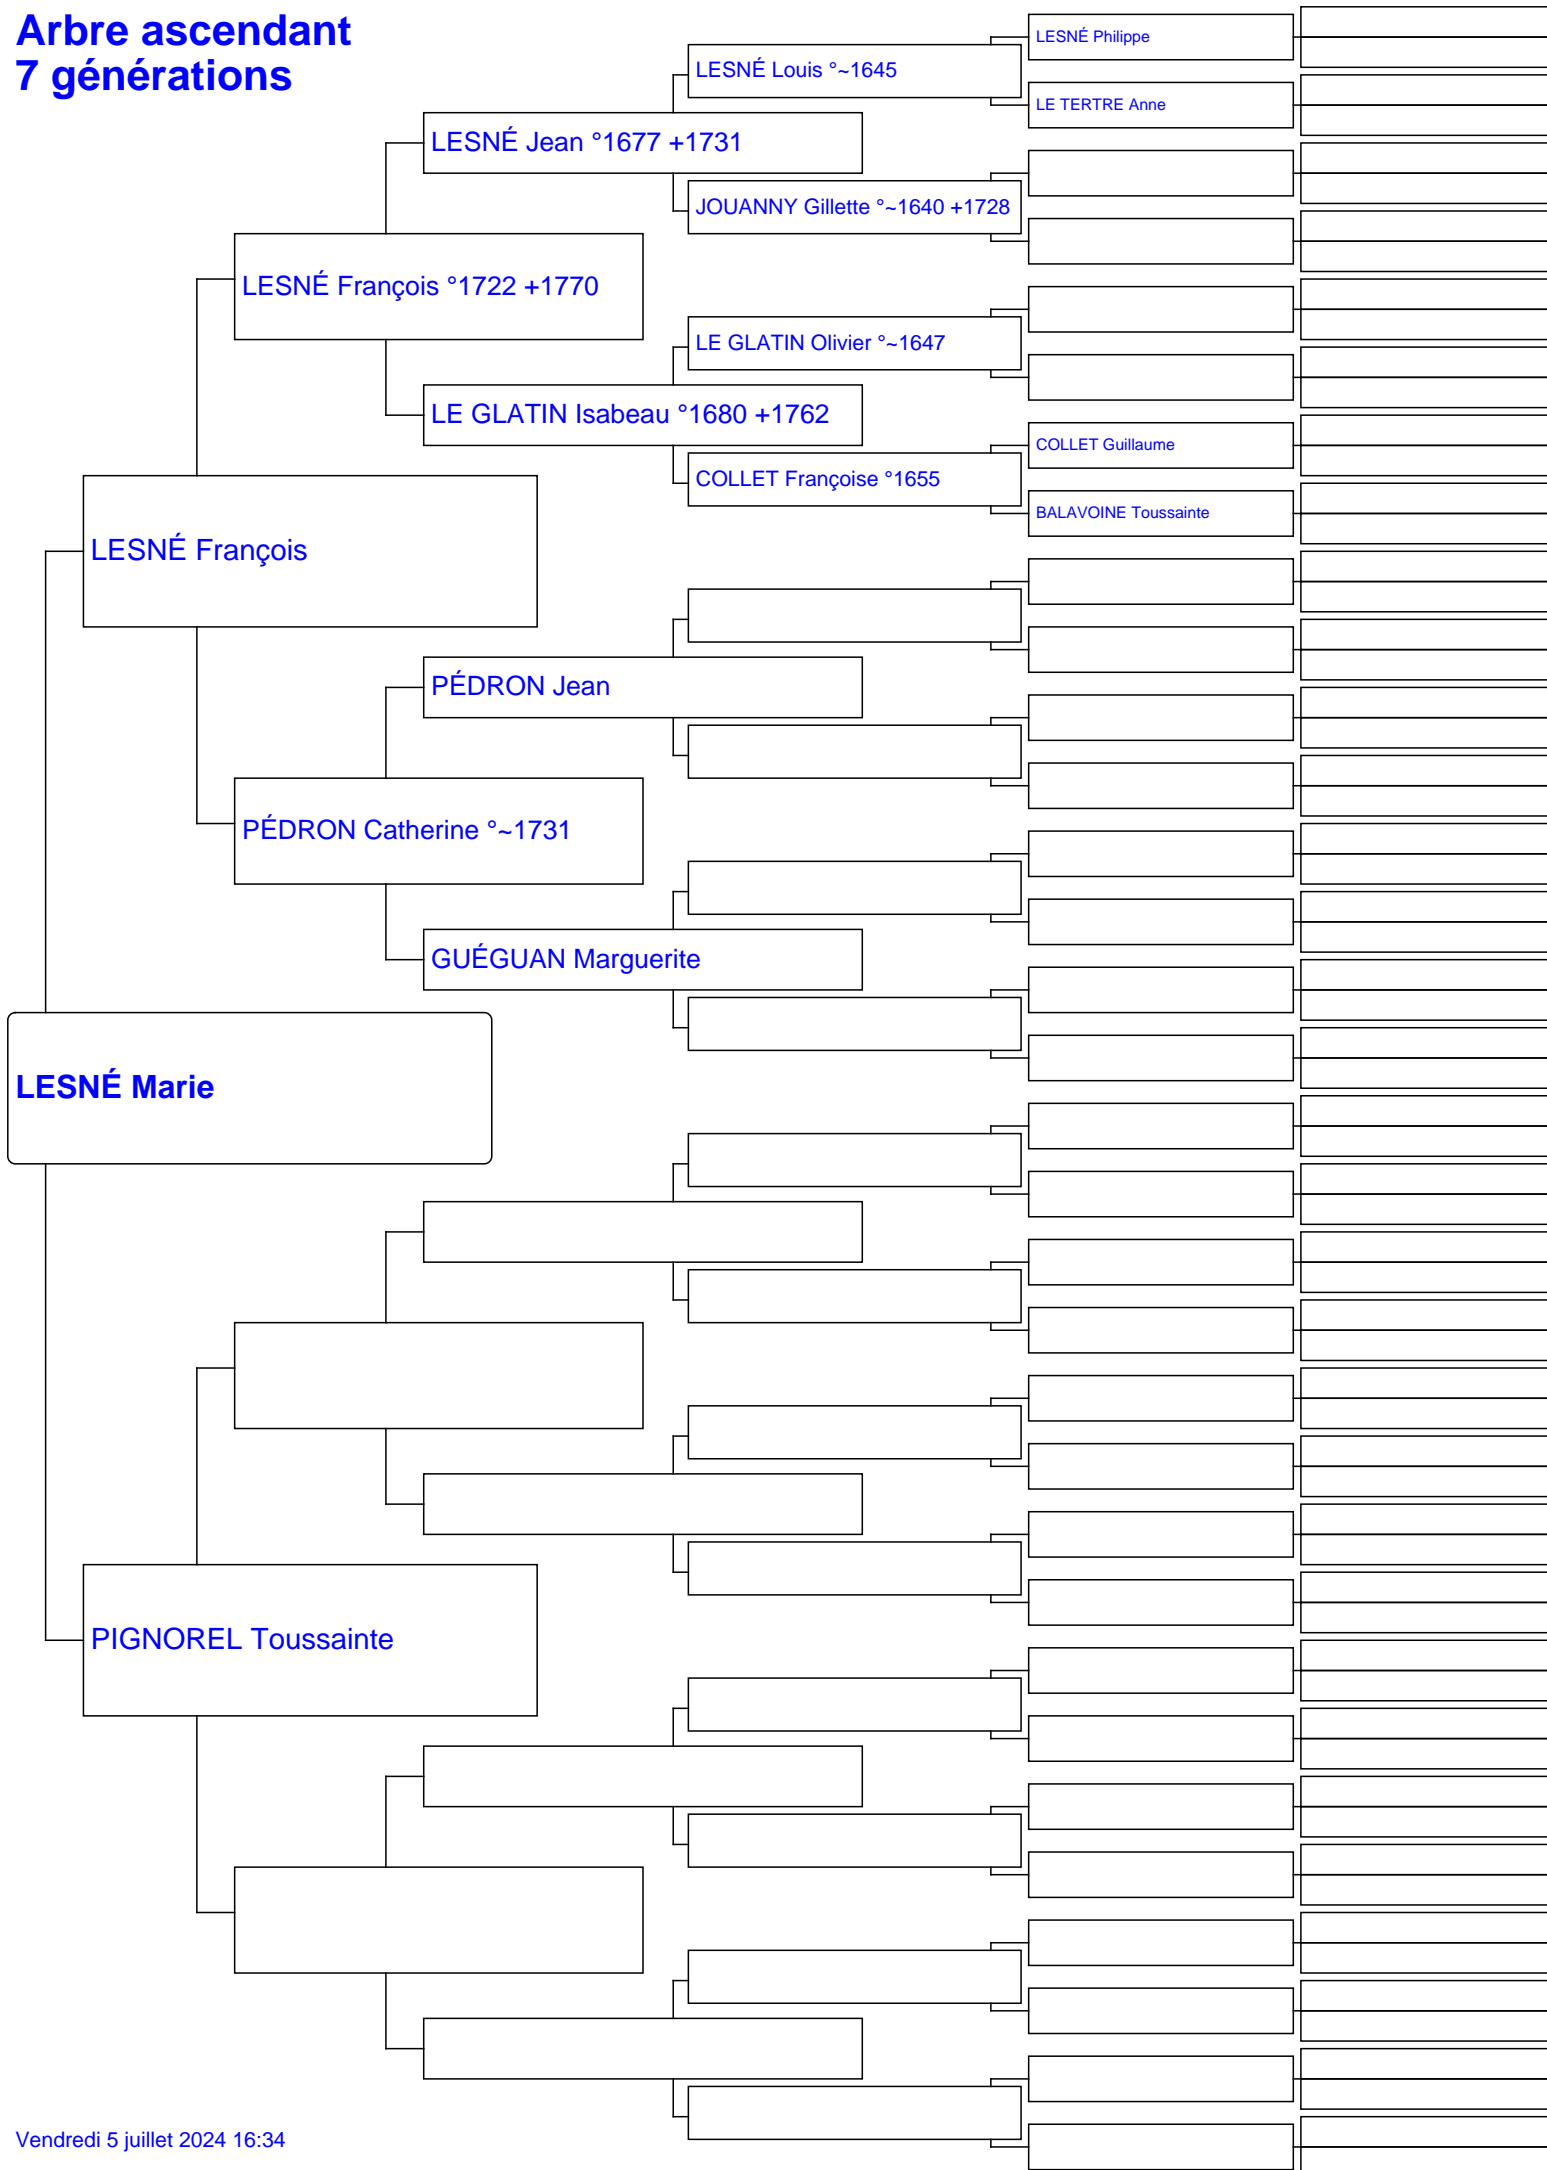 Arbre ascendant
7 générations
LESNÉ Philippe
LESNÉ Louis °~1645
LE TERTRE Anne
LESNÉ Jean °1677 +1731
JOUANNY Gillette °~1640 +1728
LESNÉ François °1722 +1770
LE GLATIN Olivier °~1647
LE GLATIN Isabeau °1680 +1762
COLLET Guillaume
COLLET Françoise °1655
BALAVOINE Toussainte
LESNÉ François
PÉDRON Jean
PÉDRON Catherine °~1731
GUÉGUAN Marguerite
LESNÉ Marie
PIGNOREL Toussainte
Vendredi 5 juillet 2024 16:34